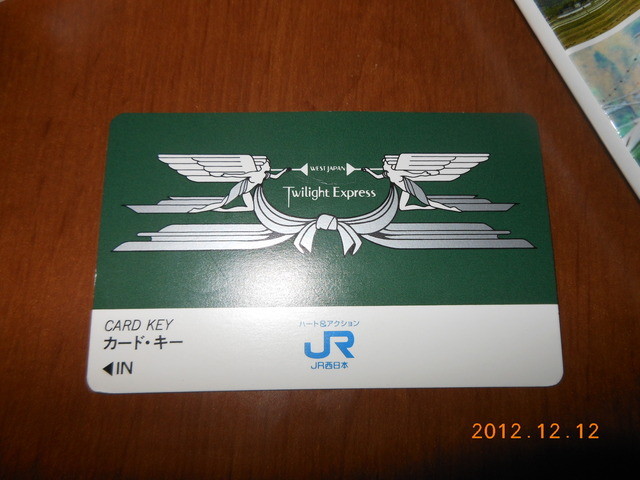 WEST JAPAN
Twilight Express
CARD KEY
カード・キー
◀IN
ハート&アクション
JR
JR西日本
2012.12.12